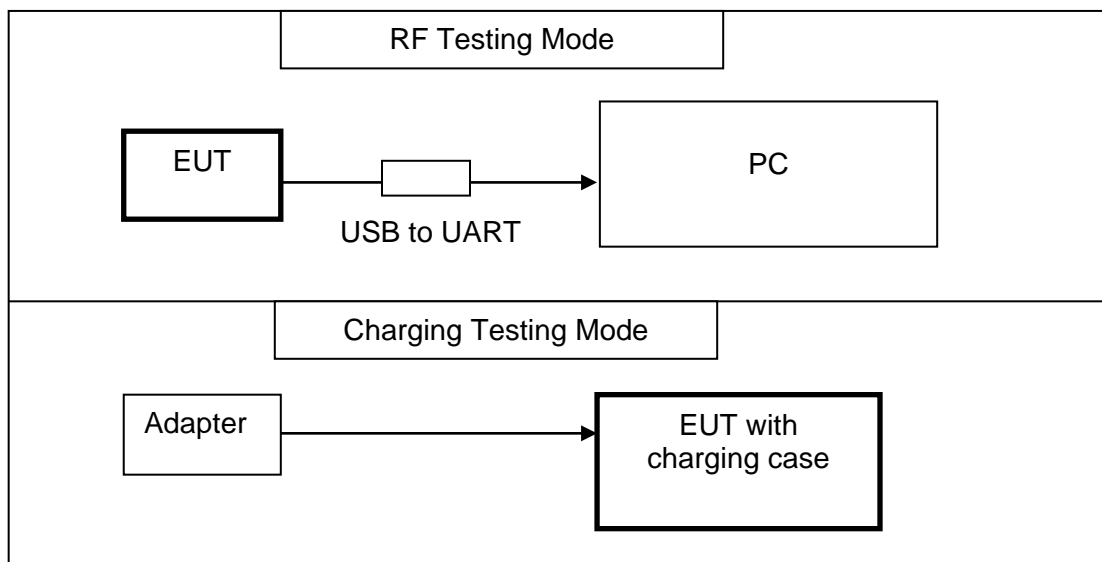 RF Testing Mode
EUT
PC
USB to UART
Charging Testing Mode
Adapter
EUT with
charging case